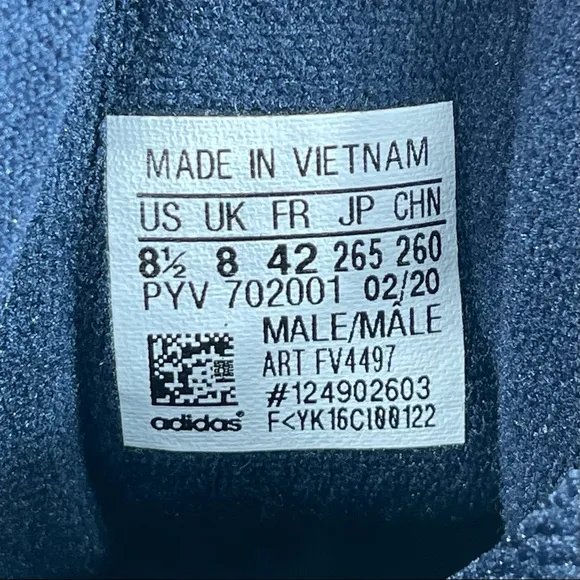 MADE IN VIETNAM
US UK FR JP CHN
8½ 8 42 265 260
PYV 702001 02/20
MALE/MÂLE
ART FV4497
#124902603
adidas® F<YK16Cl00122